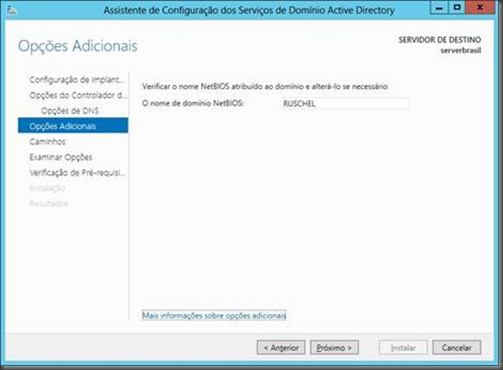 Assistente de Configuração dos Serviços de Domínio Active Directory
Opções Adicionais
SERVIDOR DE DESTINO
serverbrasil
Configuração de Implant...
Opções do Controlador d...
Opções de DNS
Opções Adicionais
Caminhos
Examinar Opções
Verificação de Pré-requisi...
Instalação
Resultados
Verificar o nome NetBIOS atribuído ao domínio e alterá-lo se necessário
O nome de domínio NetBIOS: RUSCHEL
Mais informações sobre opções adicionais
< Anterior Próximo > Instalar Cancelar